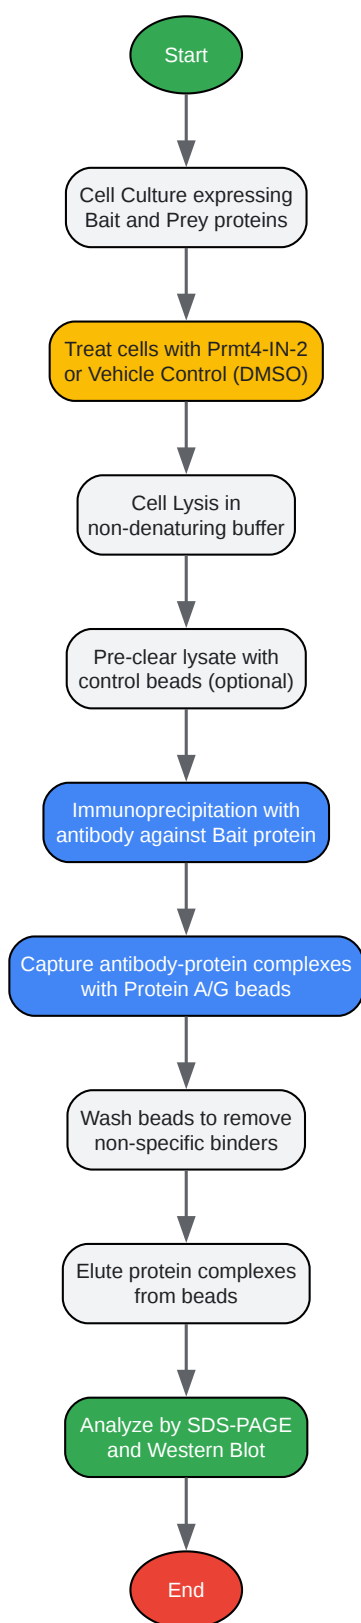 Start
Cell Culture expressing
Bait and Prey proteins
Treat cells with Prmt4-IN-2
or Vehicle Control (DMSO)
Cell Lysis in
non-denaturing buffer
Pre-clear lysate with
control beads (optional)
Immunoprecipitation with
antibody against Bait protein
Capture antibody-protein complexes
with Protein A/G beads
Wash beads to remove
non-specific binders
Elute protein complexes
from beads
Analyze by SDS-PAGE
and Western Blot
End